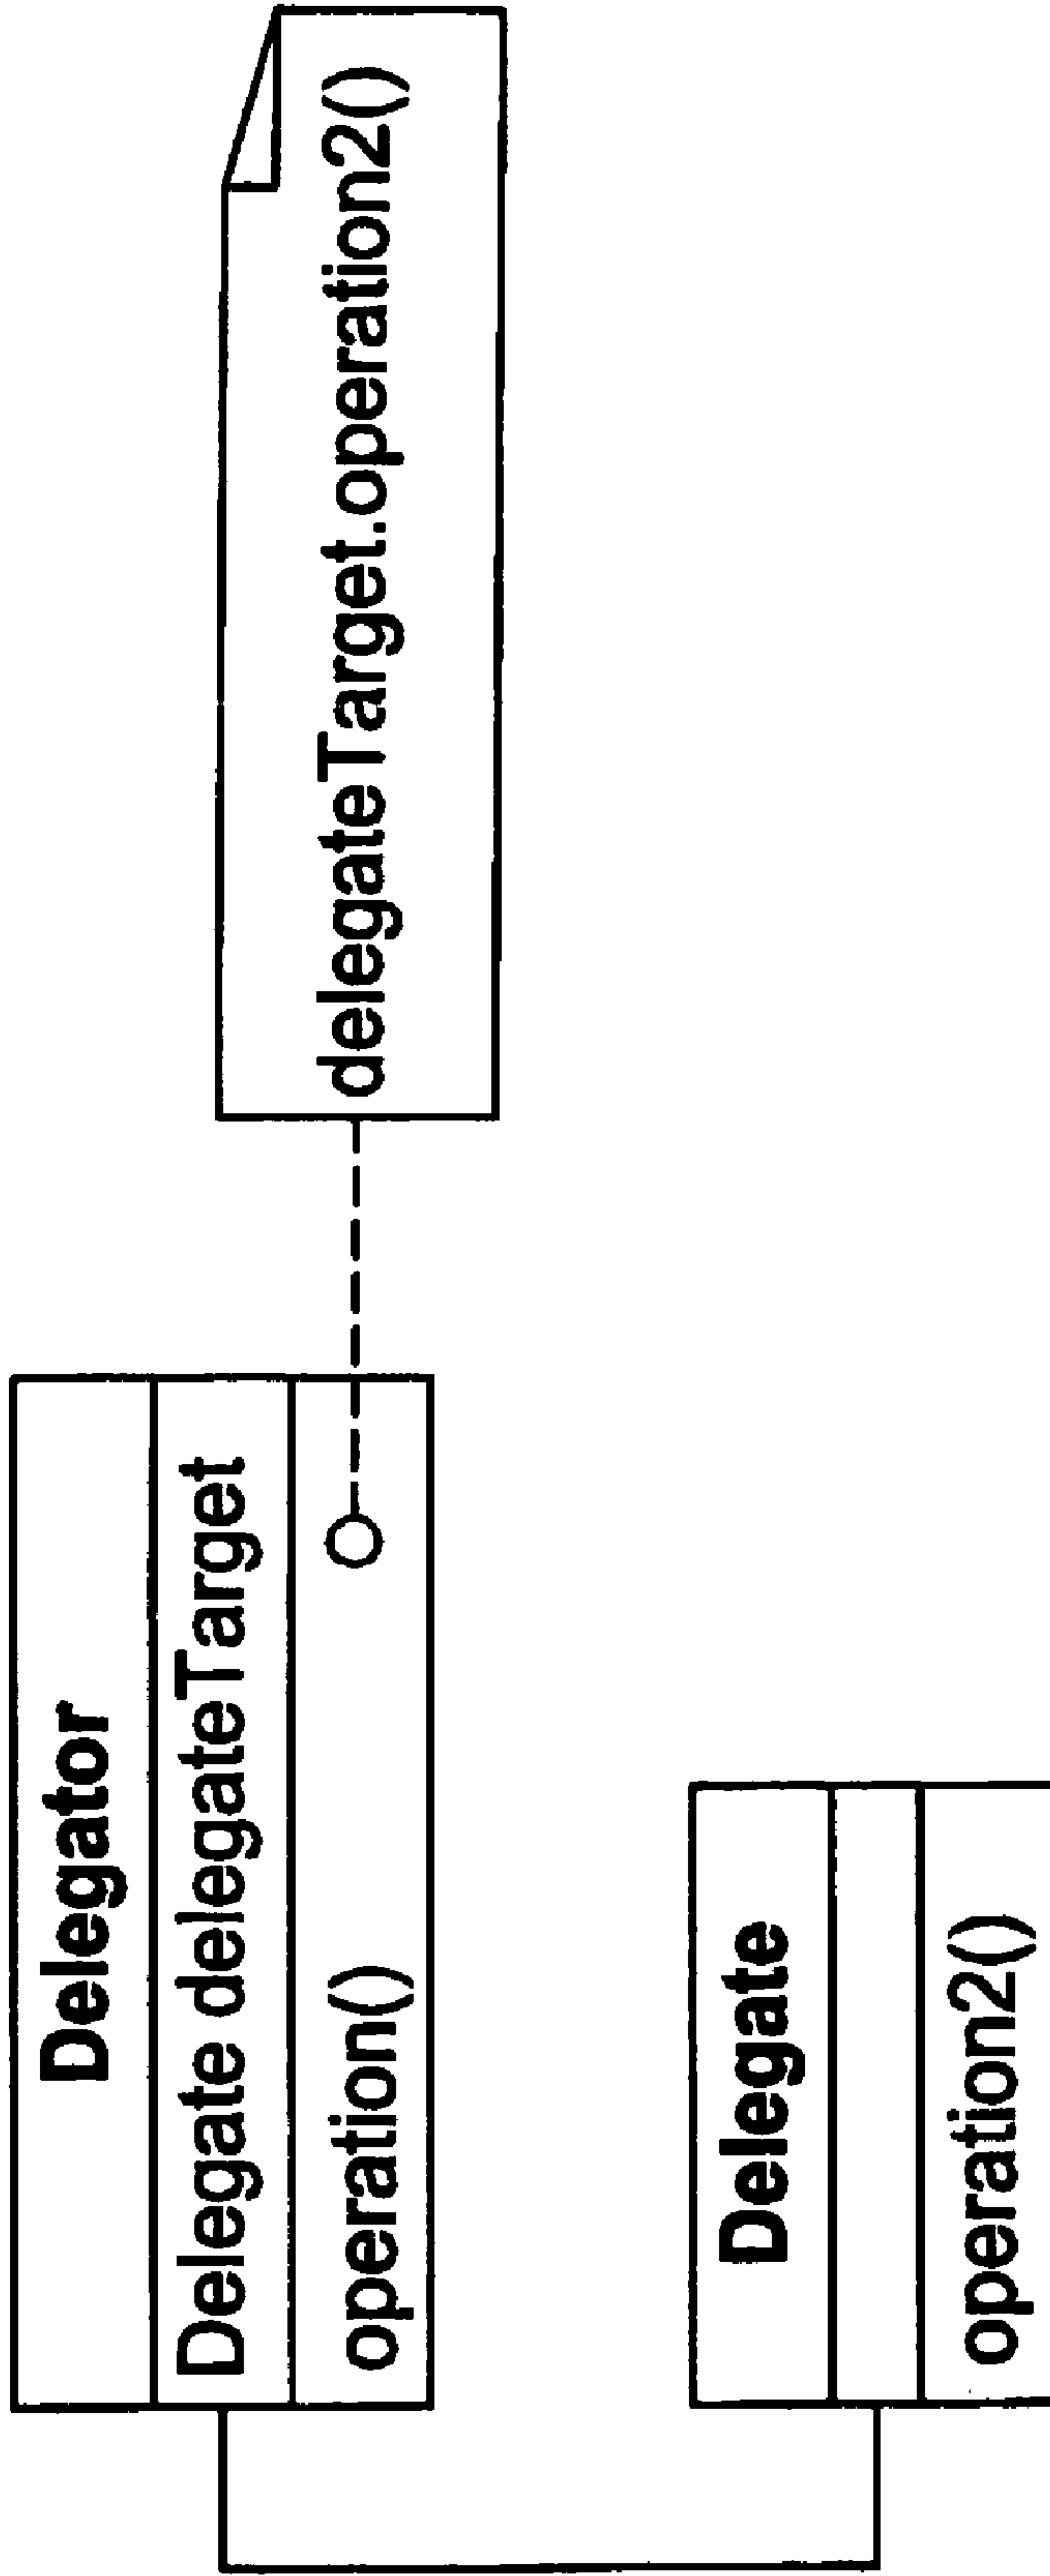 Delegator
Delegate delegateTarget
operation()
delegateTarget.operation2()
Delegate
operation2()